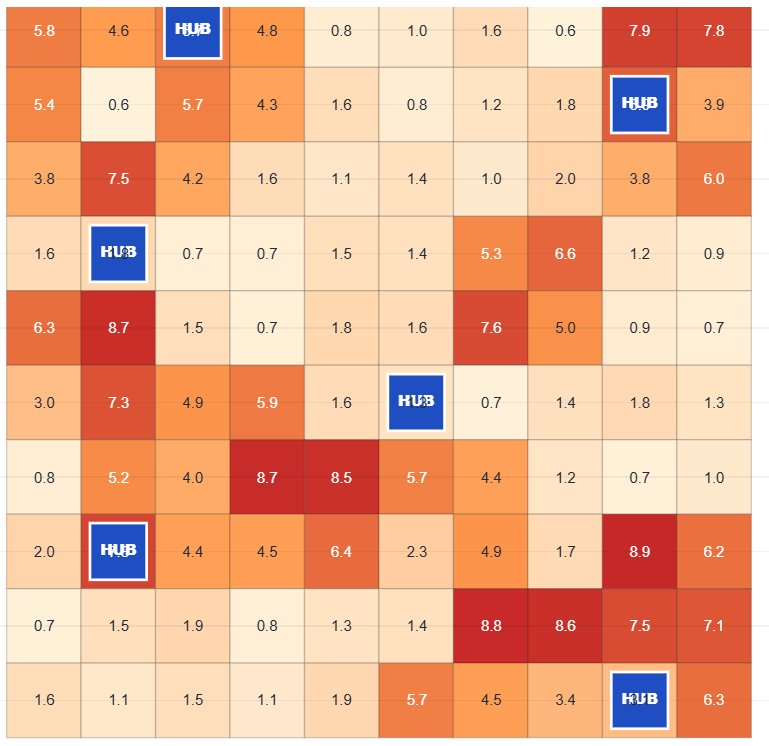 5.8 4.6 HUB 4.8 0.8 1.0 1.6 0.6 7.9 7.8
5.4 0.6 5.7 4.3 1.6 0.8 1.2 1.8 HUB 3.9
3.8 7.5 4.2 1.6 1.1 1.4 1.0 2.0 3.8 6.0
1.6 HUB 0.7 0.7 1.5 1.4 5.3 6.6 1.2 0.9
6.3 8.7 1.5 0.7 1.8 1.6 7.6 5.0 0.9 0.7
3.0 7.3 4.9 5.9 1.6 HUB 0.7 1.4 1.8 1.3
0.8 5.2 4.0 8.7 8.5 5.7 4.4 1.2 0.7 1.0
2.0 HUB 4.4 4.5 6.4 2.3 4.9 1.7 8.9 6.2
0.7 1.5 1.9 0.8 1.3 1.4 8.8 8.6 7.5 7.1
1.6 1.1 1.5 1.1 1.9 5.7 4.5 3.4 HUB 6.3